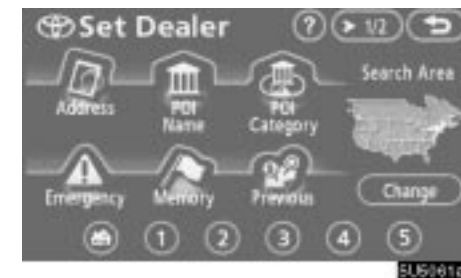 Set Dealer ? 1/2
Search Area
Address POI Name POI Category
Emergency Memory Previous Change
1 2 3 4 5